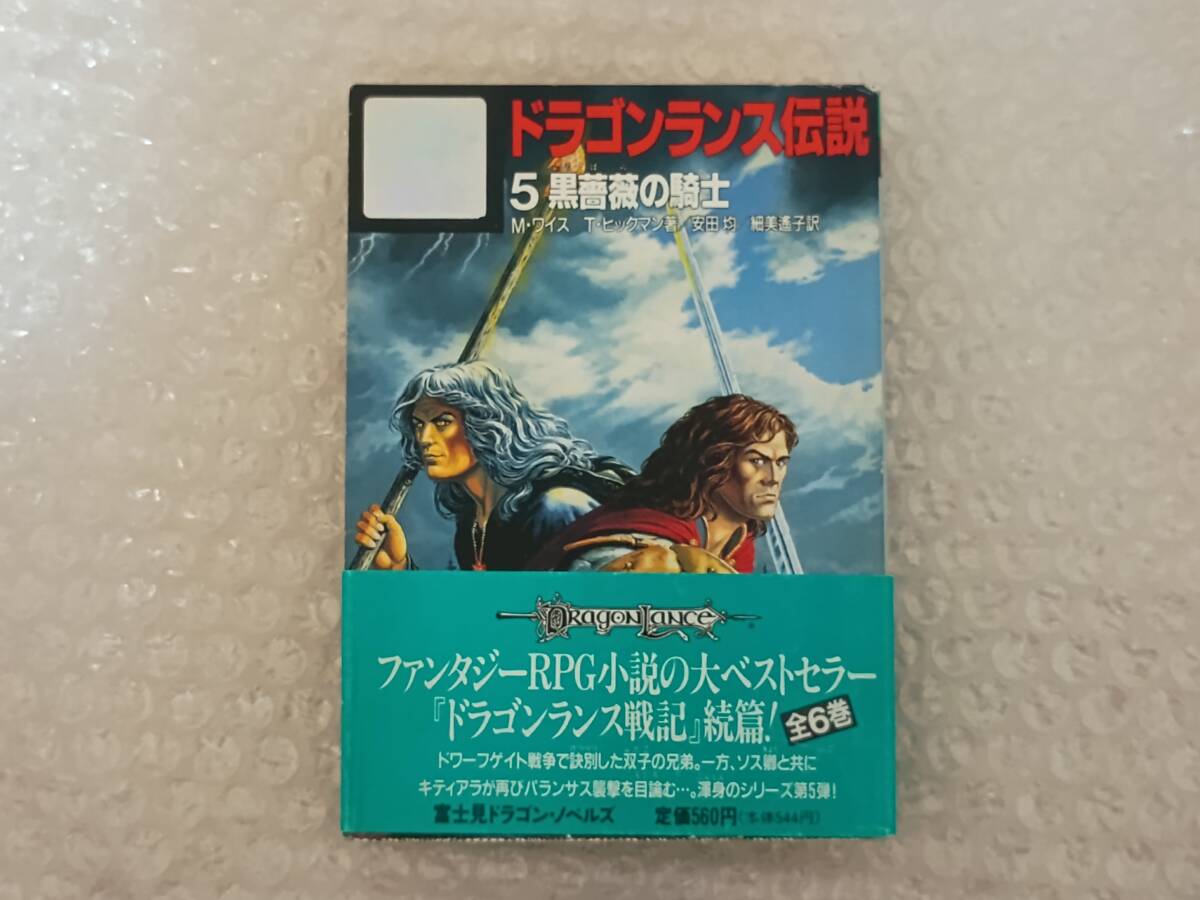 ドラゴンランス伝説
5 黒薔薇の騎士
M・ワイス T・ヒックマン著/安田 均 細美遙子訳
DRAGONLANCE
ファンタジーRPG小説の大ベストセラー
『ドラゴンランス戦記』続篇!
全6巻
ドワーフゲイト戦争で訣別した双子の兄弟。一方、ソス卿と共に
キティアラが再びパランサス襲撃を目論む…。渾身のシリーズ第5弾!
富士見ドラゴン・ノベルズ 定価560円(本体544円)